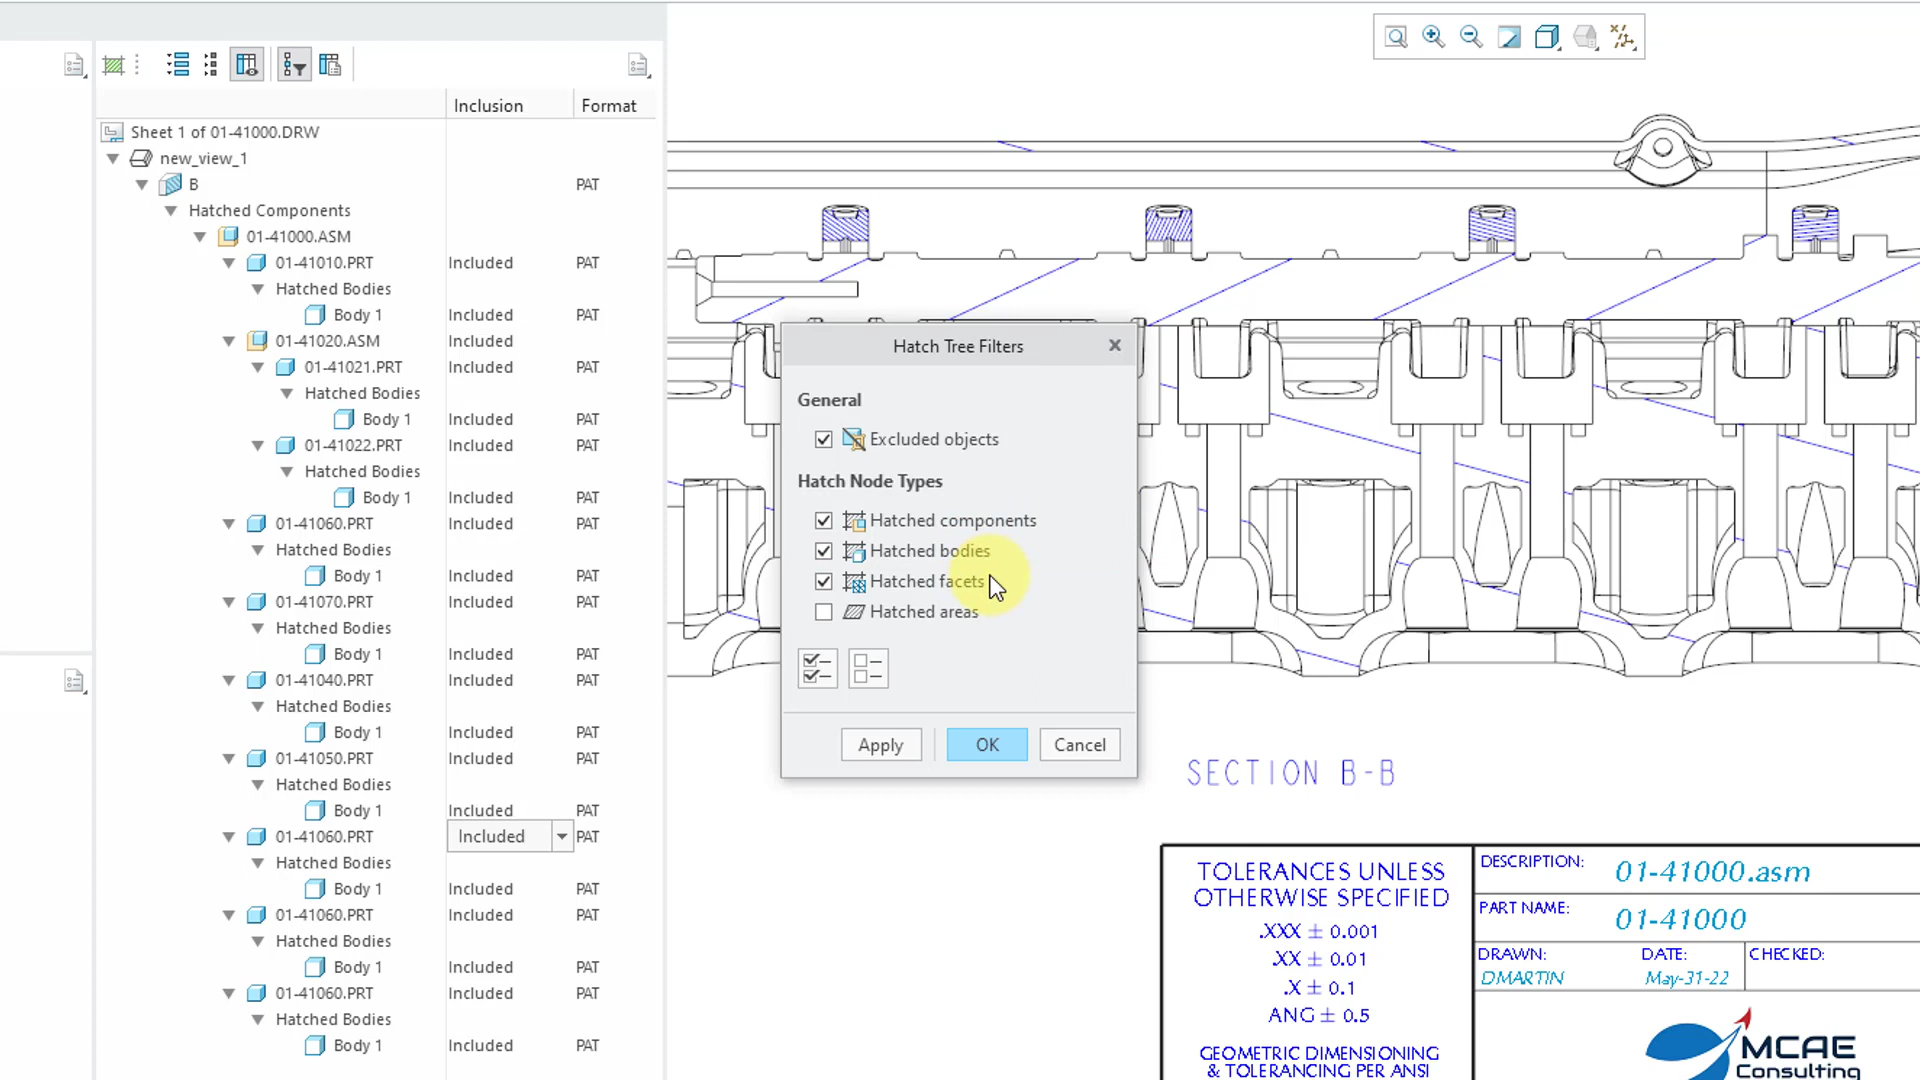 Inclusion Format
Sheet 1 of 01-41000.DRW
new_view_1
B PAT
Hatched Components
01-41000.ASM
01-41010.PRT Included PAT
Hatched Bodies
Body 1 Included PAT
01-41020.ASM Included
01-41021.PRT Included PAT
Hatched Bodies
Body 1 Included PAT
01-41022.PRT Included PAT
Hatched Bodies
Body 1 Included PAT
01-41060.PRT Included PAT
Hatched Bodies
Body 1 Included PAT
01-41070.PRT Included PAT
Hatched Bodies
Body 1 Included PAT
01-41040.PRT Included PAT
Hatched Bodies
Body 1 Included PAT
01-41050.PRT Included PAT
Hatched Bodies
Body 1 Included PAT
01-41060.PRT Included PAT
Hatched Bodies
Body 1 Included PAT
01-41060.PRT Included PAT
Hatched Bodies
Body 1 Included PAT
01-41060.PRT Included PAT
Hatched Bodies
Body 1 Included PAT
Hatch Tree Filters
General
Excluded objects
Hatch Node Types
Hatched components
Hatched bodies
Hatched facets
Hatched areas
Apply OK Cancel
SECTION B-B
TOLERANCES UNLESS
OTHERWISE SPECIFIED
.XXX ± 0.001
.XX ± 0.01
.X ± 0.1
ANG ± 0.5
GEOMETRIC DIMENSIONING
& TOLERANCING PER ANSI
DESCRIPTION: 01-41000.asm
PART NAME: 01-41000
DRAWN: DATE: CHECKED:
DMARTIN May-31-22
MCAE
Consulting